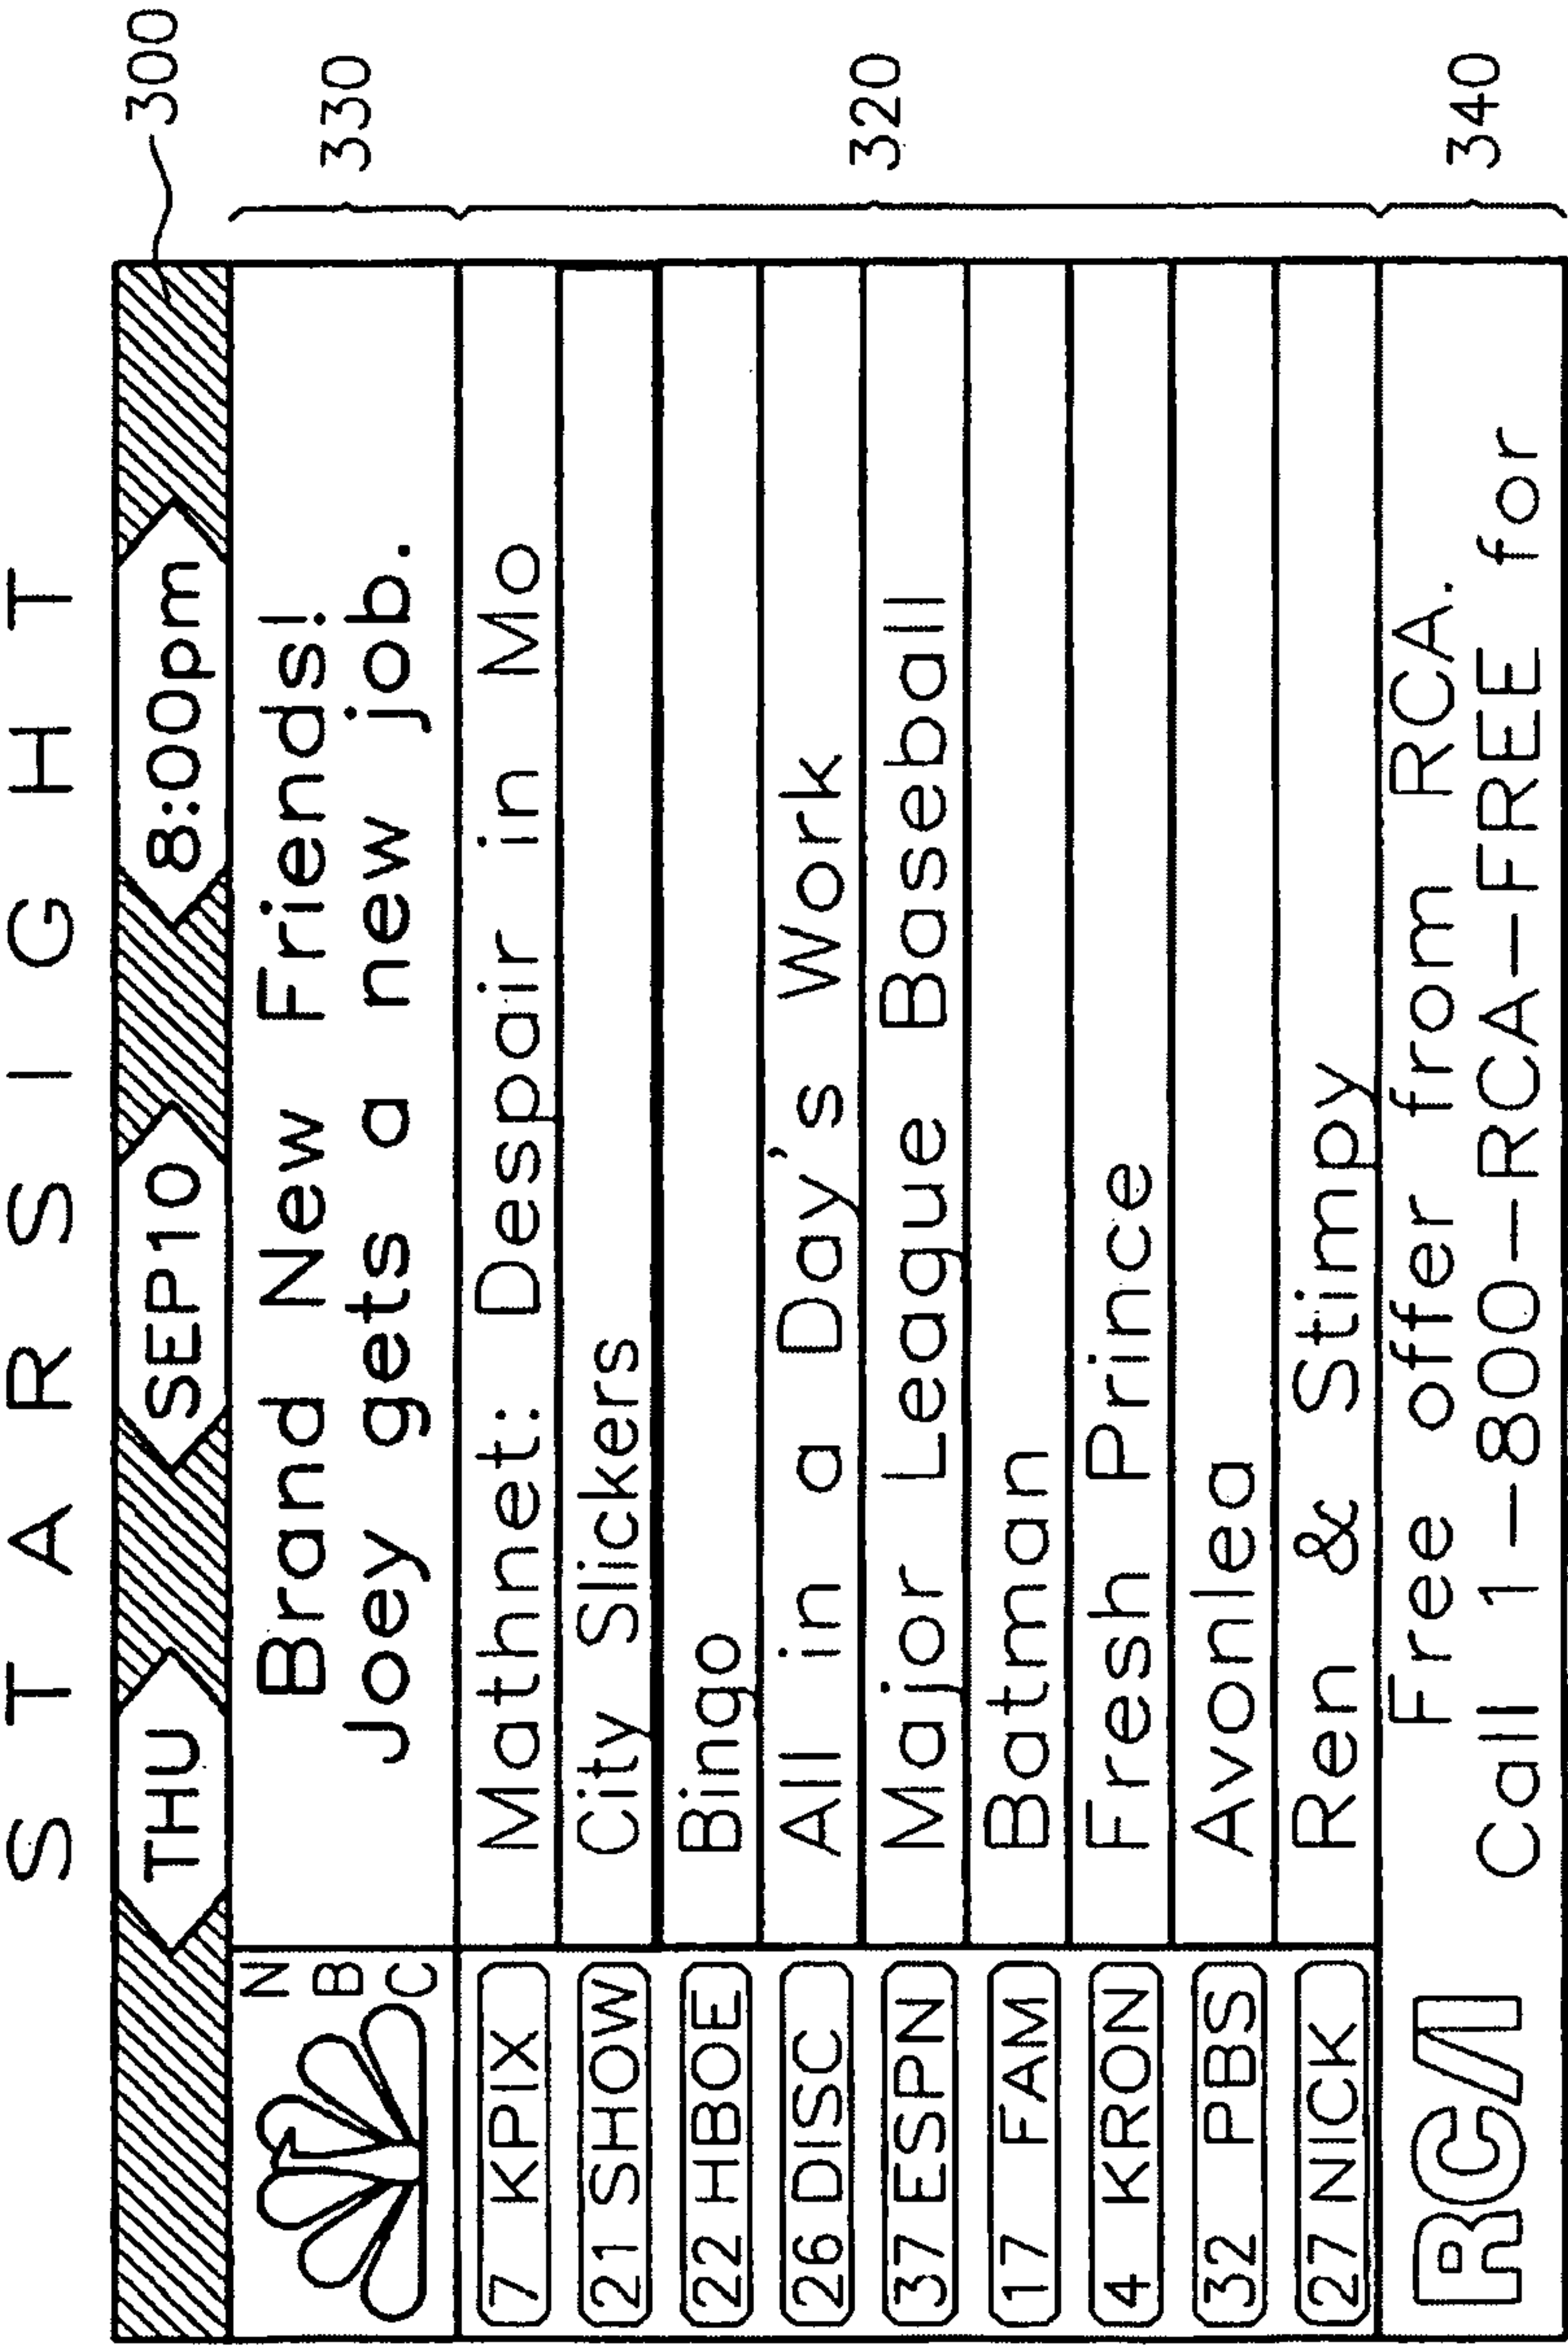 STARSIGHT
THU SEP10 8:00pm 300
NBC Brand New Friends!
Joey gets a new job.
330
7 KPIX Mathnet: Despair in Mo
21 SHOW City Slickers
22 HBOE Bingo
26 DISC All in a Day's Work
37 ESPN Major League Baseball
320
17 FAM Batman
4 KRON Fresh Prince
32 PBS Avonlea
27 NICK Ren & Stimpy
RCA Free offer from RCA.
Call 1-800-RCA-FREE for
340